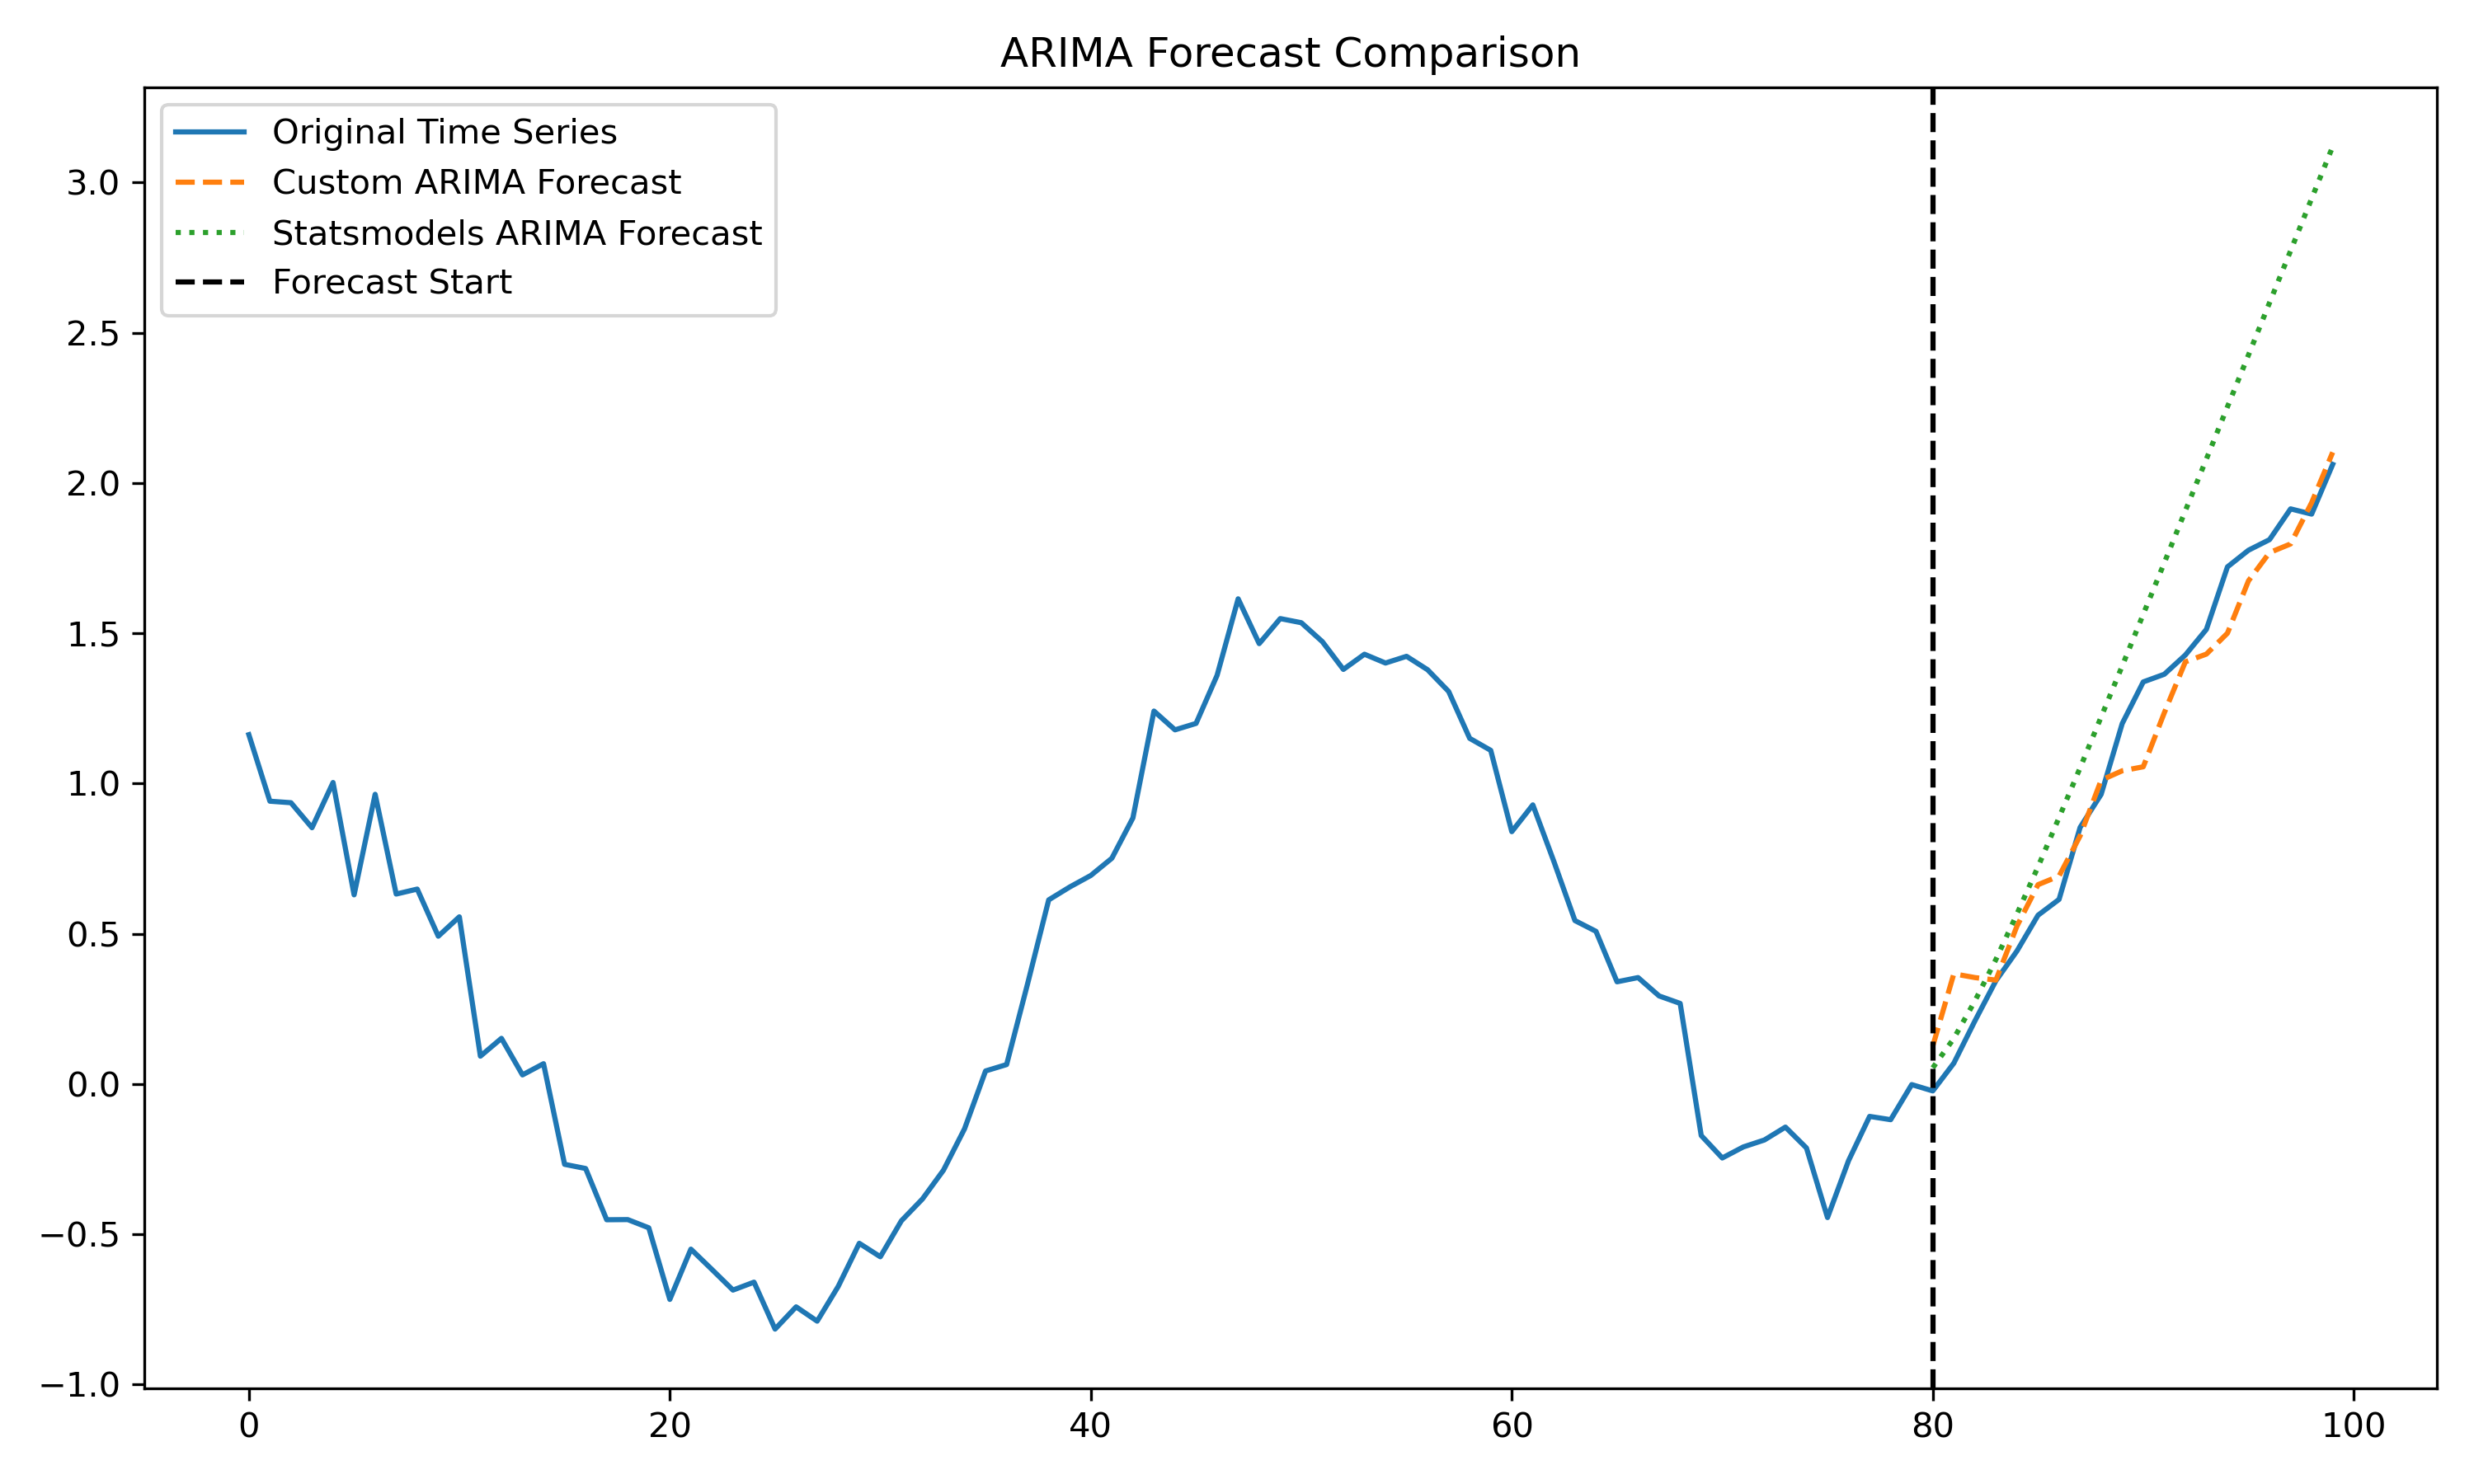 ARIMA Forecast Comparison
Original Time Series
Custom ARIMA Forecast
Statsmodels ARIMA Forecast
Forecast Start
3.0
2.5
2.0
1.5
1.0
0.5
0.0
−0.5
−1.0
0 20 40 60 80 100